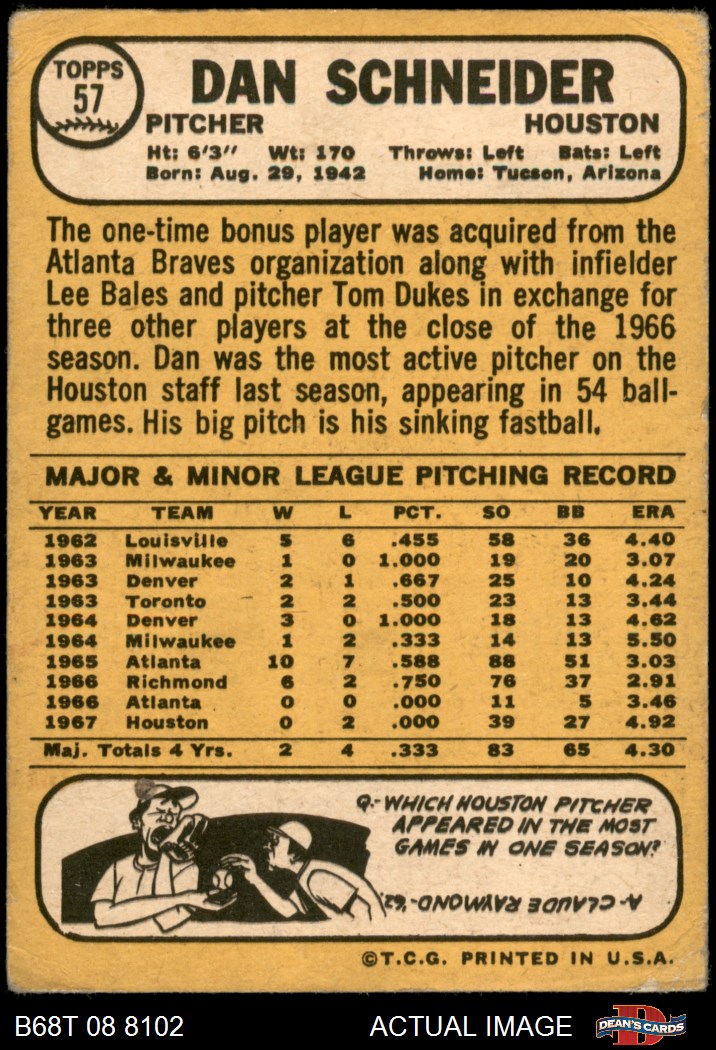 TOPPS
57
DAN SCHNEIDER
PITCHER HOUSTON
Ht: 6'3" Wt: 170 Throws: Left Bats: Left
Born: Aug. 29, 1942 Home: Tucson, Arizona
The one-time bonus player was acquired from the
Atlanta Braves organization along with infielder
Lee Bales and pitcher Tom Dukes in exchange for
three other players at the close of the 1966
season. Dan was the most active pitcher on the
Houston staff last season, appearing in 54 ball-
games. His big pitch is his sinking fastball.
MAJOR & MINOR LEAGUE PITCHING RECORD
YEAR TEAM W L PCT. SO BB ERA
1962 Louisville 5 6 .455 58 36 4.40
1963 Milwaukee 1 0 1.000 19 20 3.07
1963 Denver 2 1 .667 25 10 4.24
1963 Toronto 2 2 .500 23 13 3.44
1964 Denver 3 0 1.000 18 13 4.62
1964 Milwaukee 1 2 .333 14 13 5.50
1965 Atlanta 10 7 .588 88 51 3.03
1966 Richmond 6 2 .750 76 37 2.91
1966 Atlanta 0 0 .000 11 5 3.46
1967 Houston 0 2 .000 39 27 4.92
Maj. Totals 4 Yrs. 2 4 .333 83 65 4.30
Q.- WHICH HOUSTON PITCHER
APPEARED IN THE MOST
GAMES IN ONE SEASON?
A- CLAUDE RAYMOND-'62.
©T.C.G. PRINTED IN U.S.A.
B68T 08 8102 ACTUAL IMAGE DEAN'S CARDS